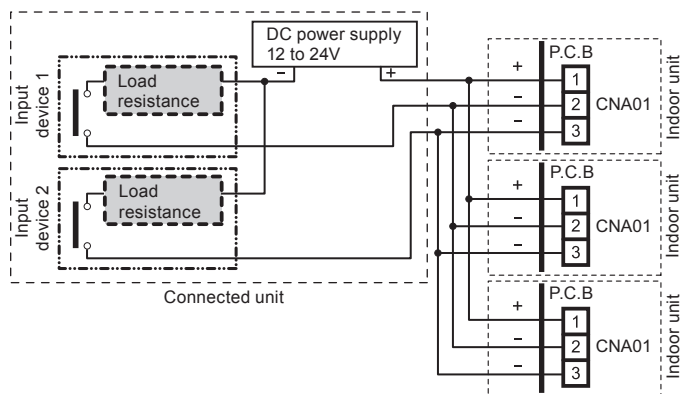 DC power supply
12 to 24V
−
+
Input
device 1
Load
resistance
Input
device 2
Load
resistance
Connected unit
P.C.B
+
−
−
1
2
3
CNA01
Indoor unit
P.C.B
+
−
−
1
2
3
CNA01
Indoor unit
P.C.B
+
−
−
1
2
3
CNA01
Indoor unit